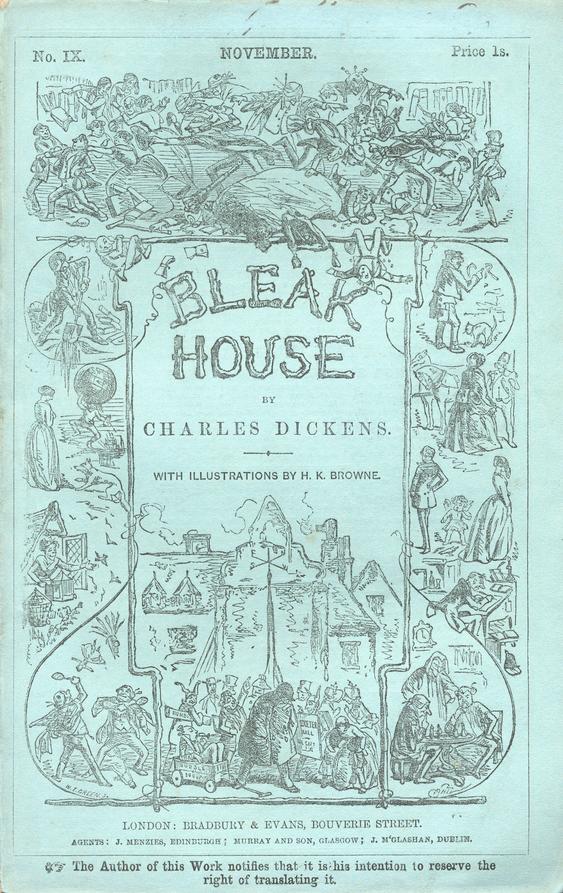 No. IX.
NOVEMBER.
Price 1s.
BLEAK
HOUSE
BY
CHARLES DICKENS.
WITH ILLUSTRATIONS BY H. K. BROWNE.
EXETER
HALL
LONDON: BRADBURY & EVANS, BOUVERIE STREET.
AGENTS: J. MENZIES, EDINBURGH; MURRAY AND SON, GLASGOW; J. M'GLASHAN, DUBLIN.
☞ The Author of this Work notifies that it is his intention to reserve the
right of translating it.